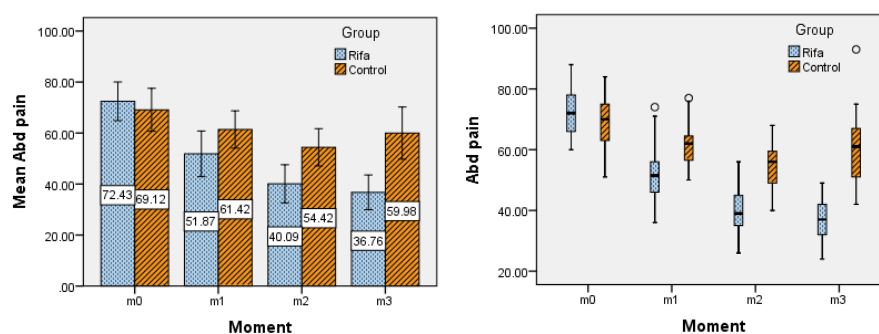 100.00
80.00
60.00
40.00
20.00
.00
Mean Abd pain
Group
Rifa
Control
72.43
69.12
51.87
61.42
40.09
54.42
36.76
59.98
m0
m1
m2
m3
Moment
100.00
80.00
60.00
40.00
20.00
Abd pain
Group
Rifa
Control
m0
m1
m2
m3
Moment